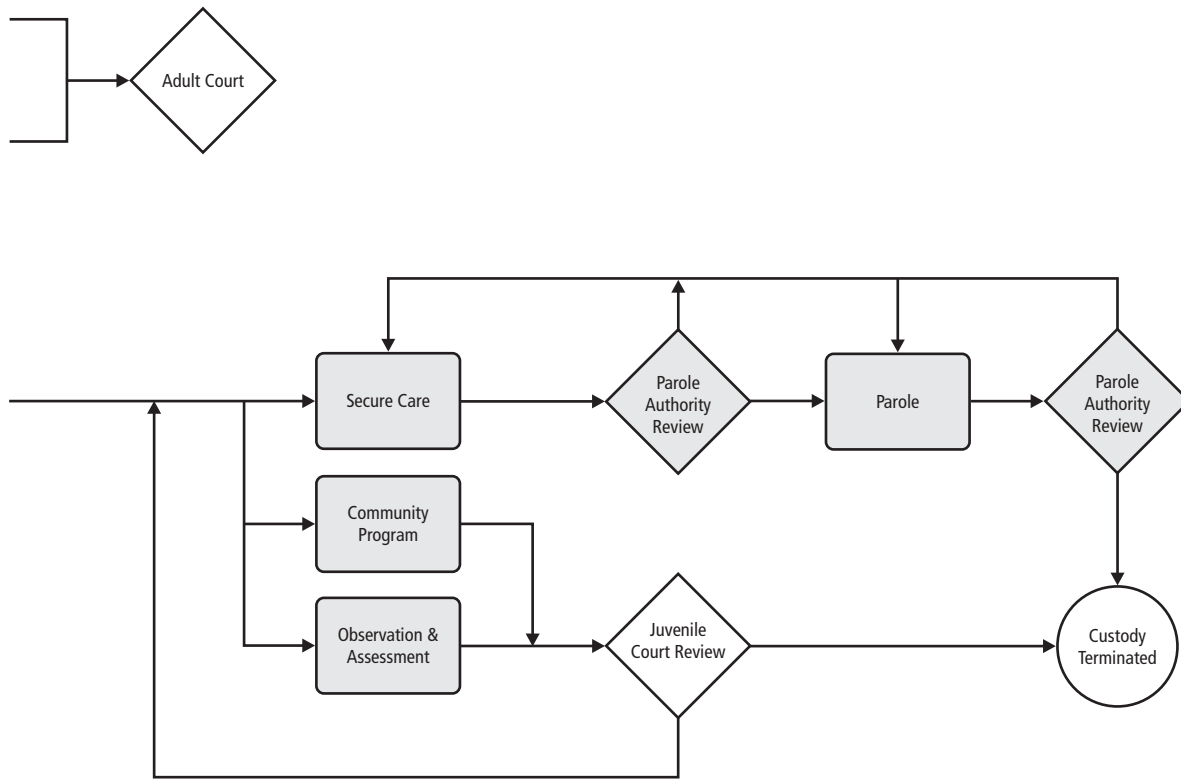 Adult Court
Secure Care
Parole
Authority
Review
Parole
Parole
Authority
Review
Community
Program
Observation &
Assessment
Juvenile
Court Review
Custody
Terminated